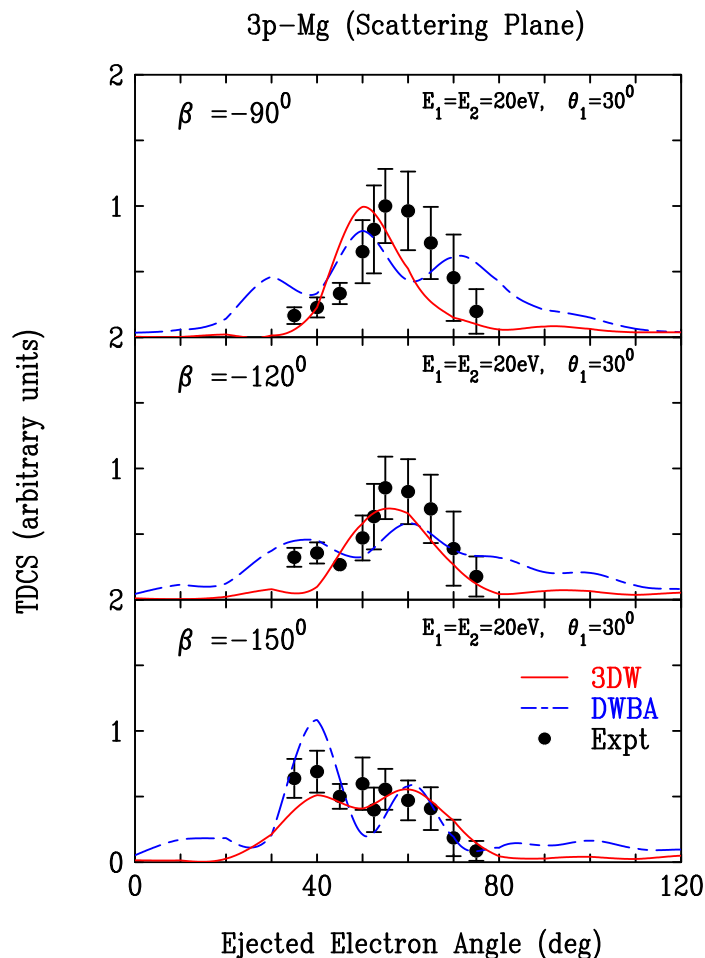 3p-Mg (Scattering Plane)
2
β =-90⁰ E₁=E₂=20eV, θ₁=30⁰
1
2
β =-120⁰ E₁=E₂=20eV, θ₁=30⁰
1
2
β =-150⁰ E₁=E₂=20eV, θ₁=30⁰
3DW
DWBA
1
Expt
0
0 40 80 120
Ejected Electron Angle (deg)
TDCS (arbitrary units)